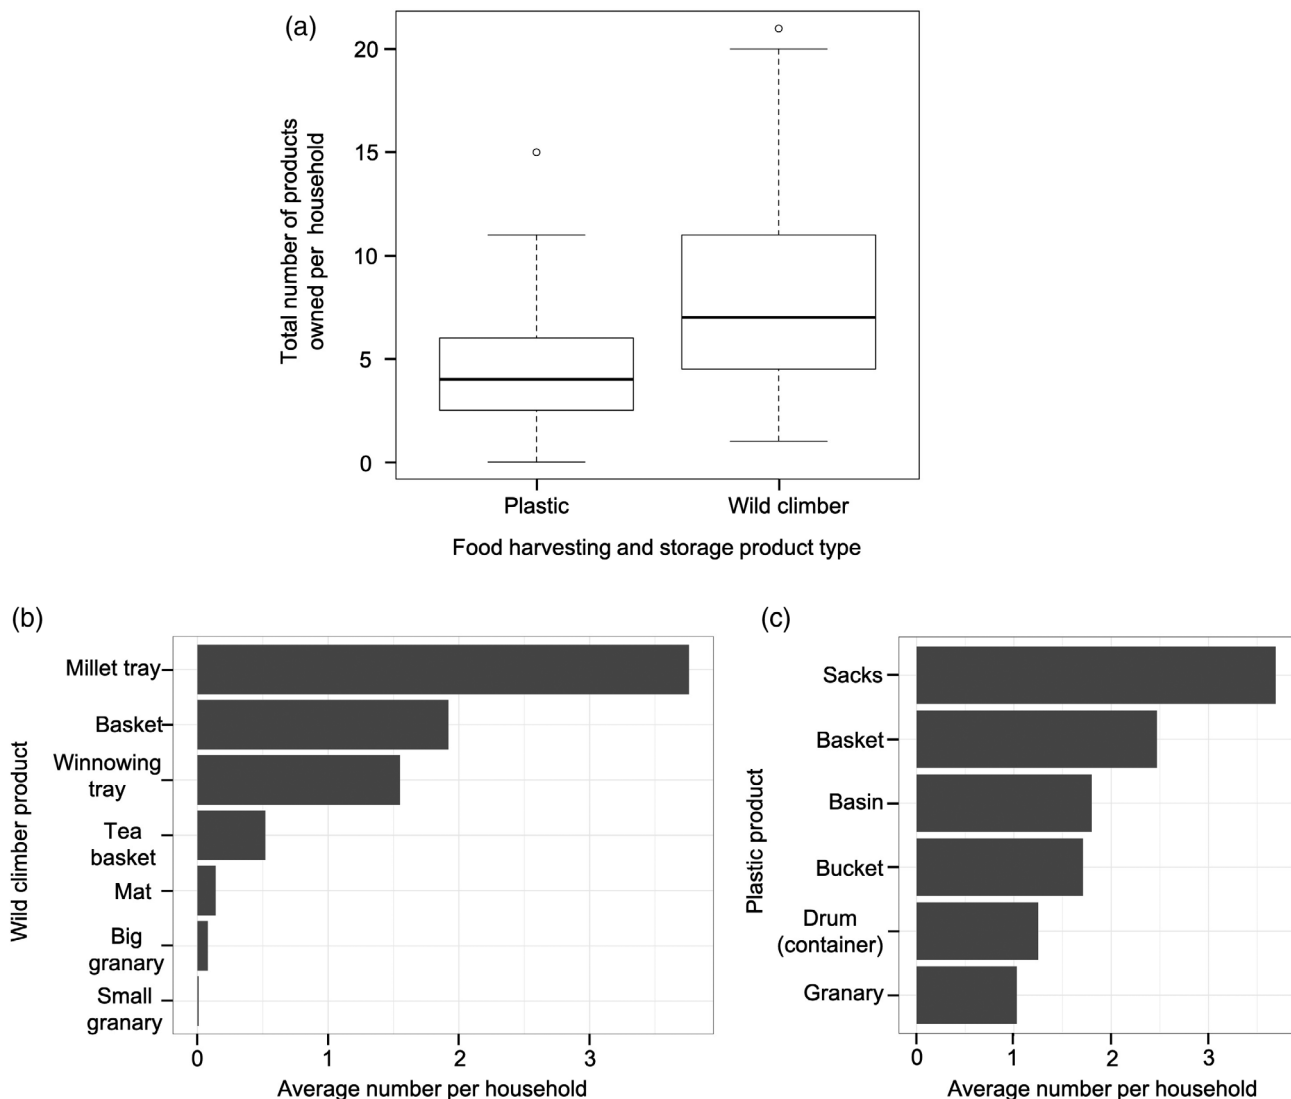 (a)
Total number of products
owned per household
20
15
10
5
0
Plastic
Wild climber
Food harvesting and storage product type
(b)
Wild climber product
Millet tray
Basket
Winnowing
tray
Tea
basket
Mat
Big
granary
Small
granary
0
1
2
3
Average number per household
(c)
Plastic product
Sacks
Basket
Basin
Bucket
Drum
(container)
Granary
0
1
2
3
Average number per household